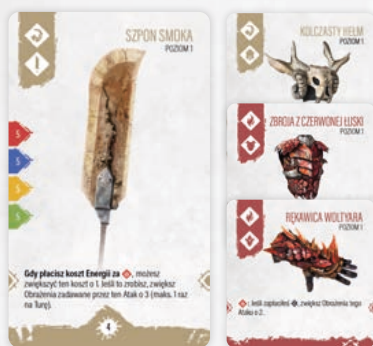 SZPON SMOKA
POZIOM 1
5
5
5
5
Gdy płacisz koszt Energii za , możesz
zwiększyć ten koszt o 1. Jeśli to zrobisz, zwiększ
Obrażenia zadawane przez ten Atak o 3 (maks. 1 raz
na Turę).
4
KOLCZASTY HEŁM
POZIOM 1
ZBROJA Z CZERWONEJ ŁUSKI
POZIOM 1
RĘKAWICA WOLTYARA
POZIOM 1
: Jeśli zapłaciłeś , zwiększ Obrażenia tego
Ataku o 2.